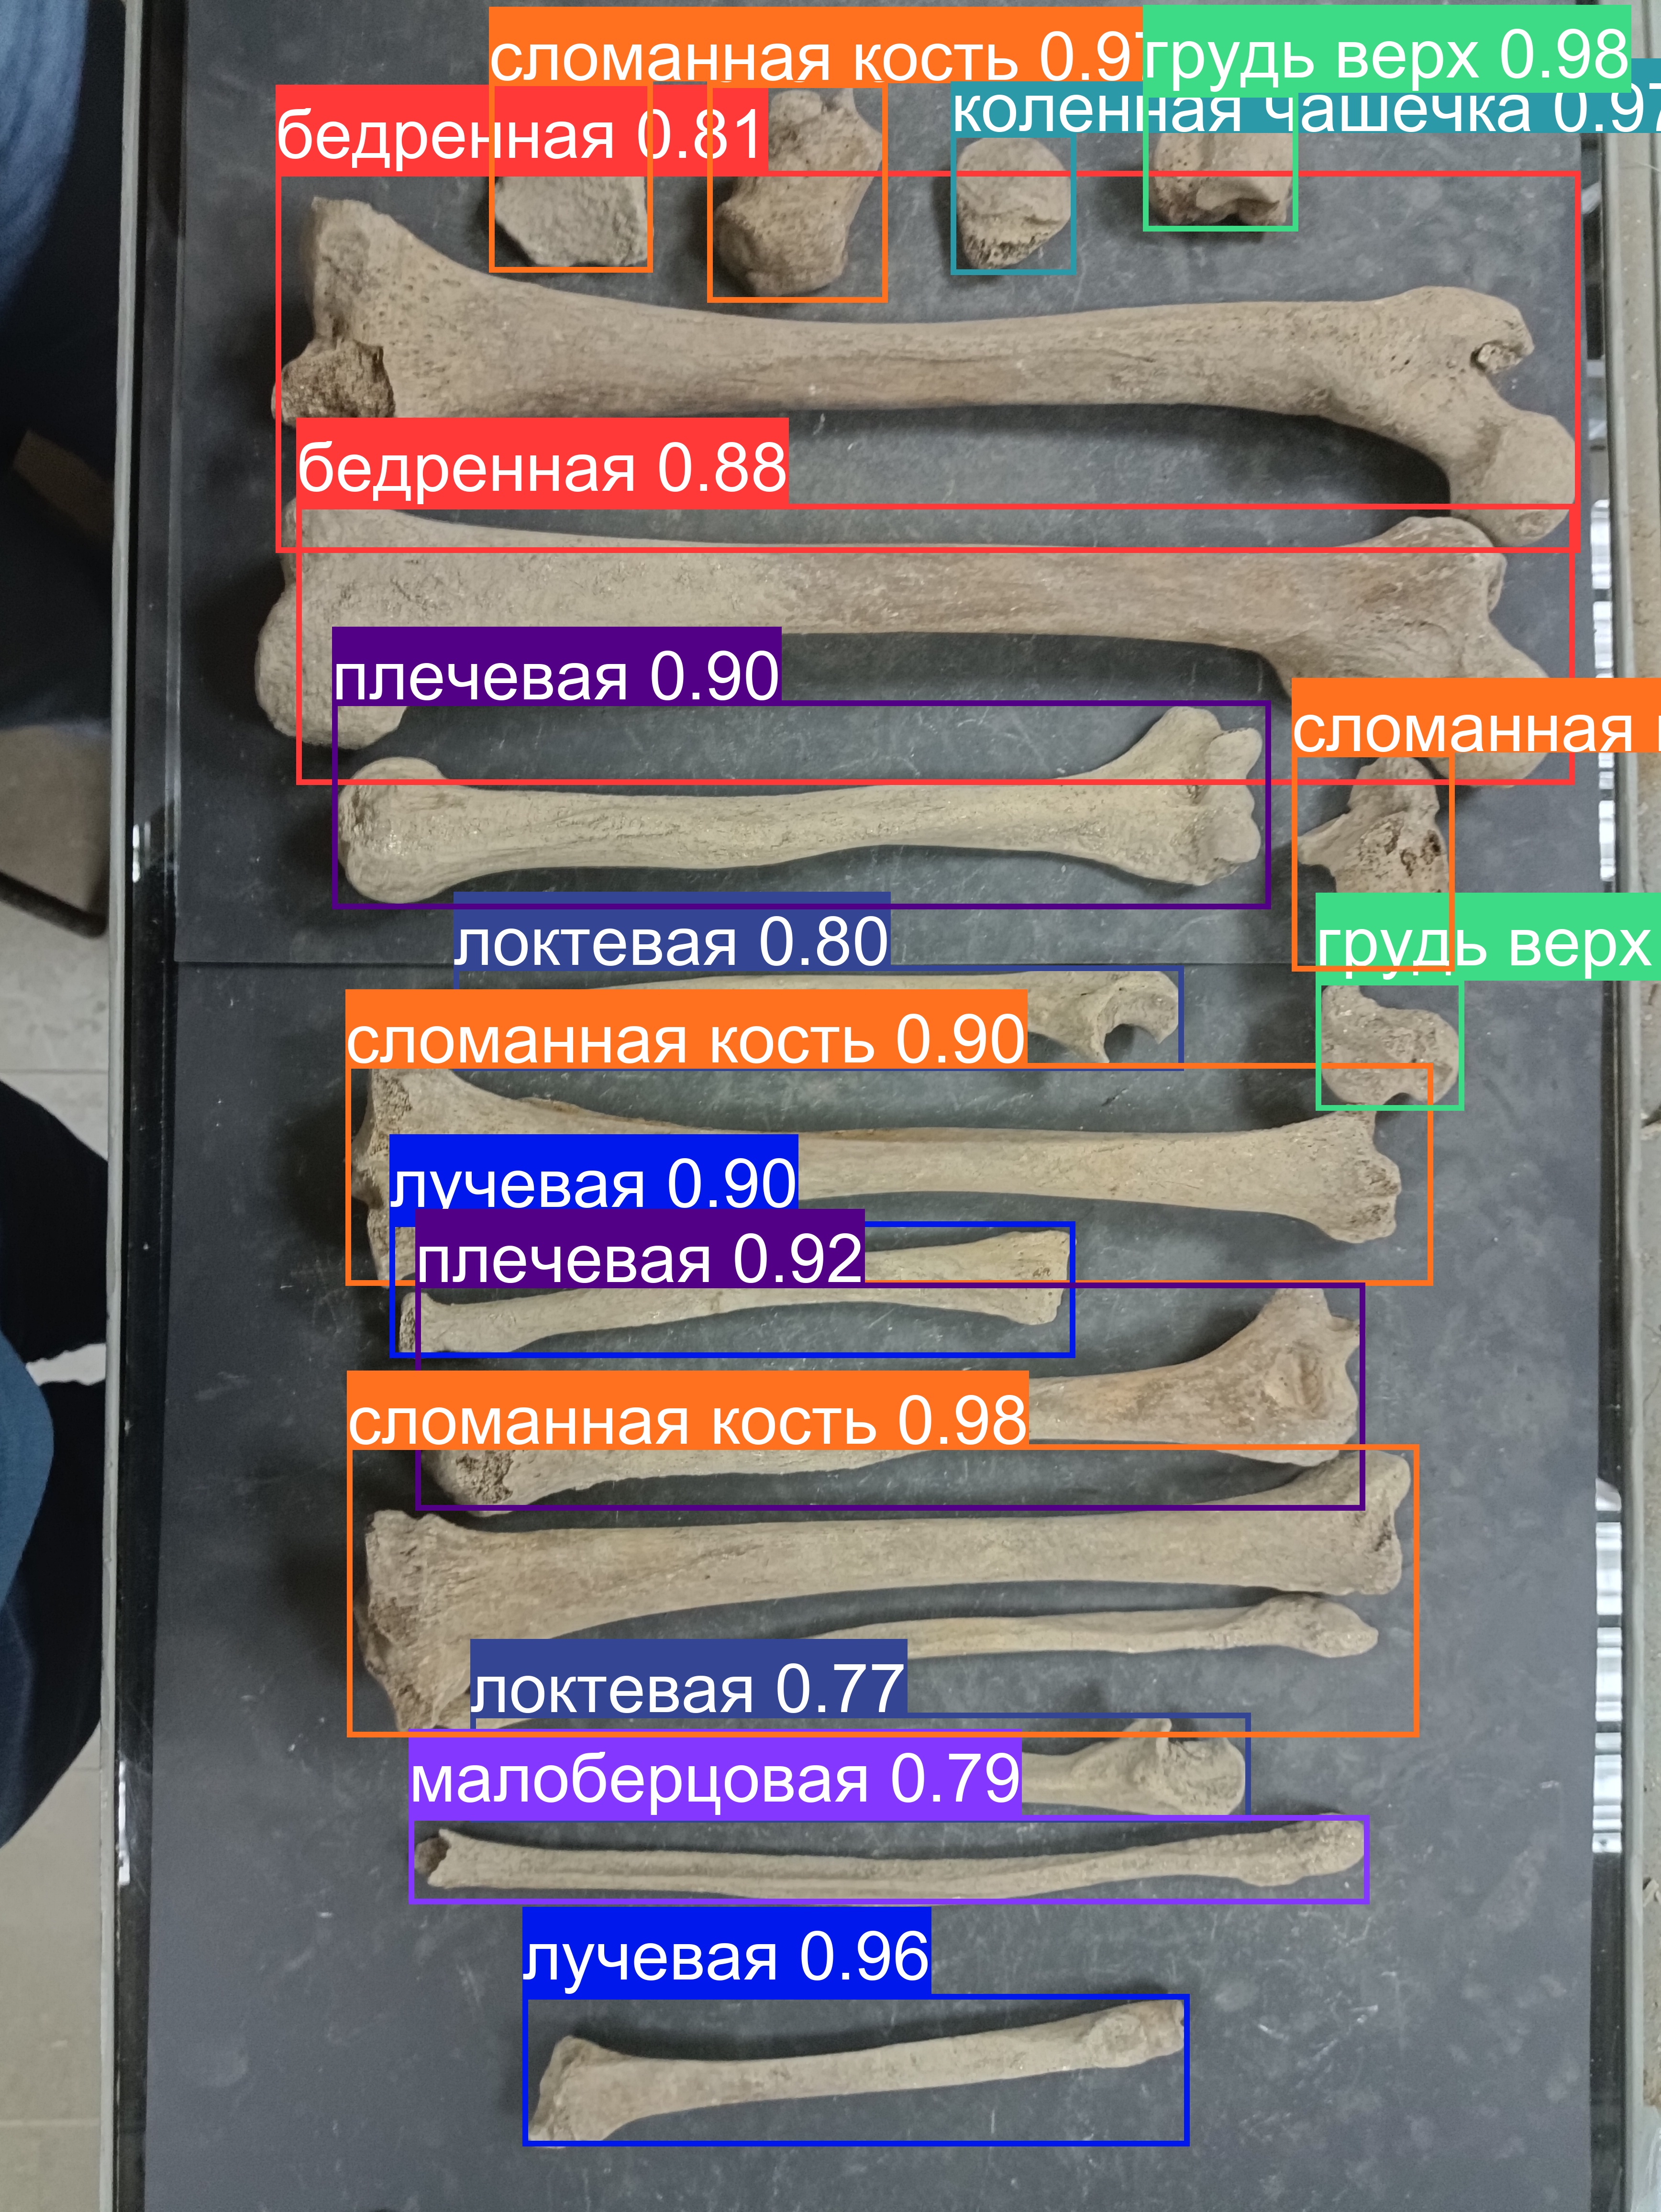 сломанная кость 0.97
грудь верх 0.98
коленная чашечка 0.97
бедренная 0.81
бедренная 0.88
плечевая 0.90
сломанная
локтевая 0.80
грудь верх
сломанная кость 0.90
лучевая 0.90
плечевая 0.92
сломанная кость 0.98
локтевая 0.77
малоберцовая 0.79
лучевая 0.96